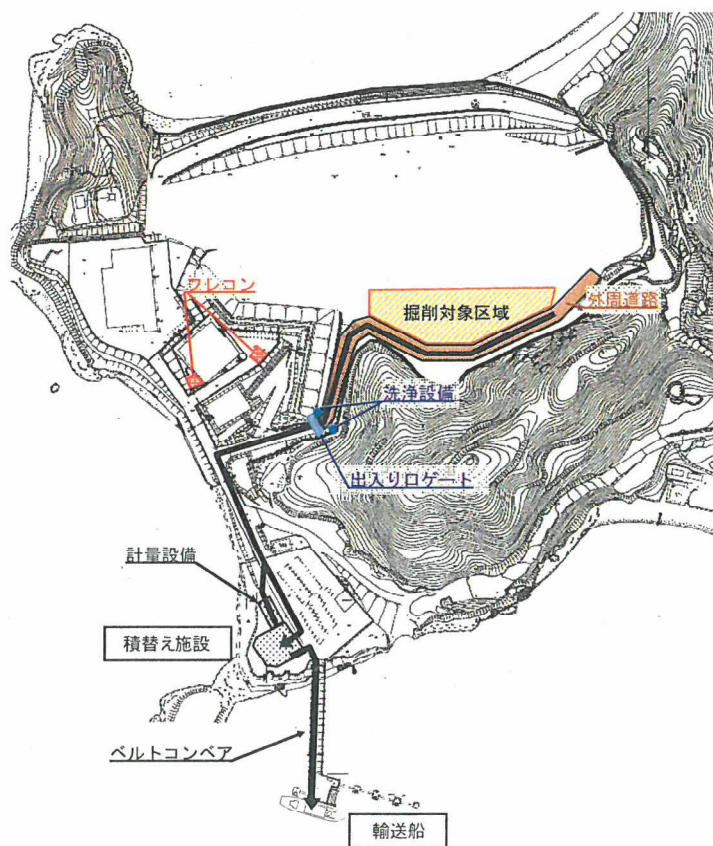 フレコン
掘削対象区域
外周道路
洗浄設備
出入り口ゲート
計量設備
積替え施設
ベルトコンベア
輸送船